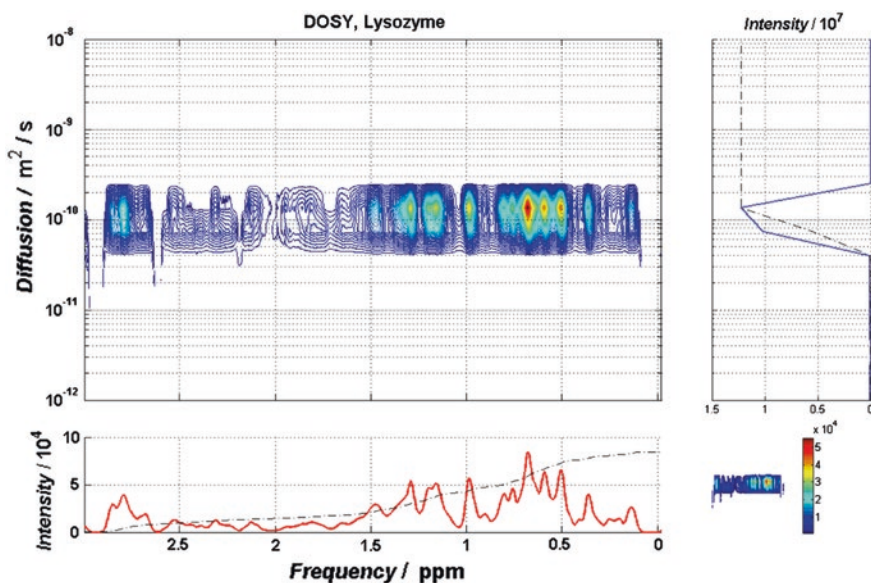 DOSY, Lysozyme
Intensity / 10^7
Diffusion / m^2 / s
10^-8
10^-9
10^-10
10^-11
10^-12
1.5 1 0.5 0
x 10^4
5
4
3
2
1
Intensity / 10^4
10
5
0
2.5 2 1.5 1 0.5 0
Frequency / ppm